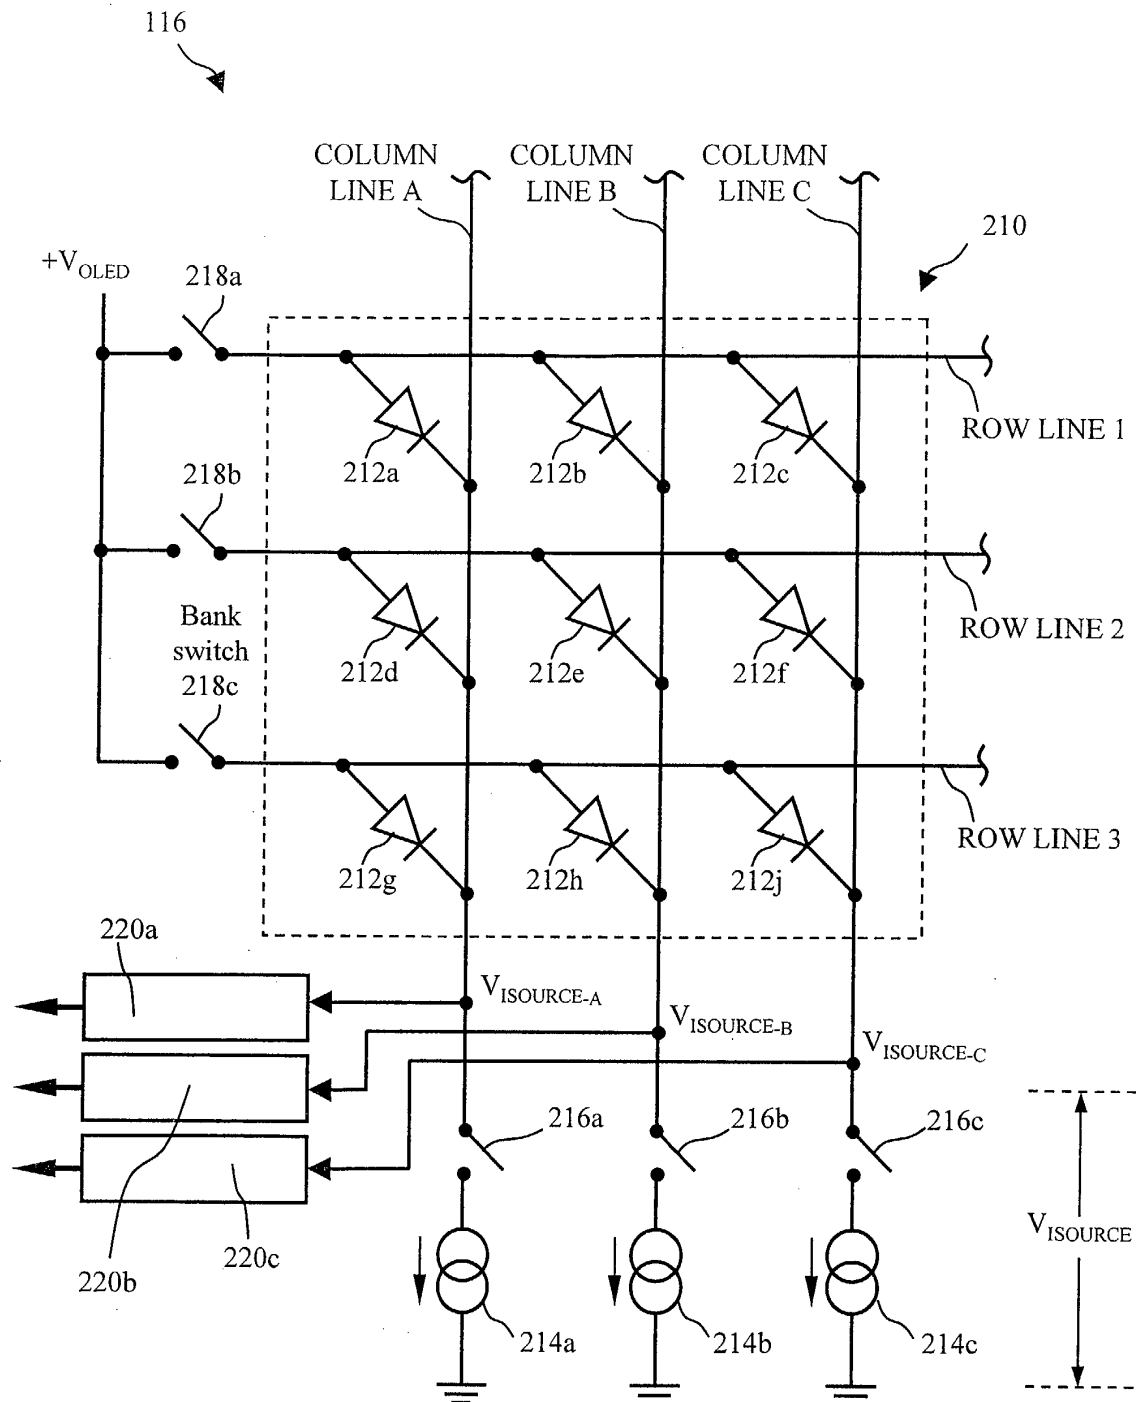 116
COLUMN
LINE A
COLUMN
LINE B
COLUMN
LINE C
210
+VOLED
218a
ROW LINE 1
212a
212b
212c
218b
ROW LINE 2
Bank
switch
218c
212d
212e
212f
ROW LINE 3
212g
212h
212j
220a
VISOURCE-A
VISOURCE-B
VISOURCE-C
216a
216b
216c
VISOURCE
220c
220b
214a
214b
214c